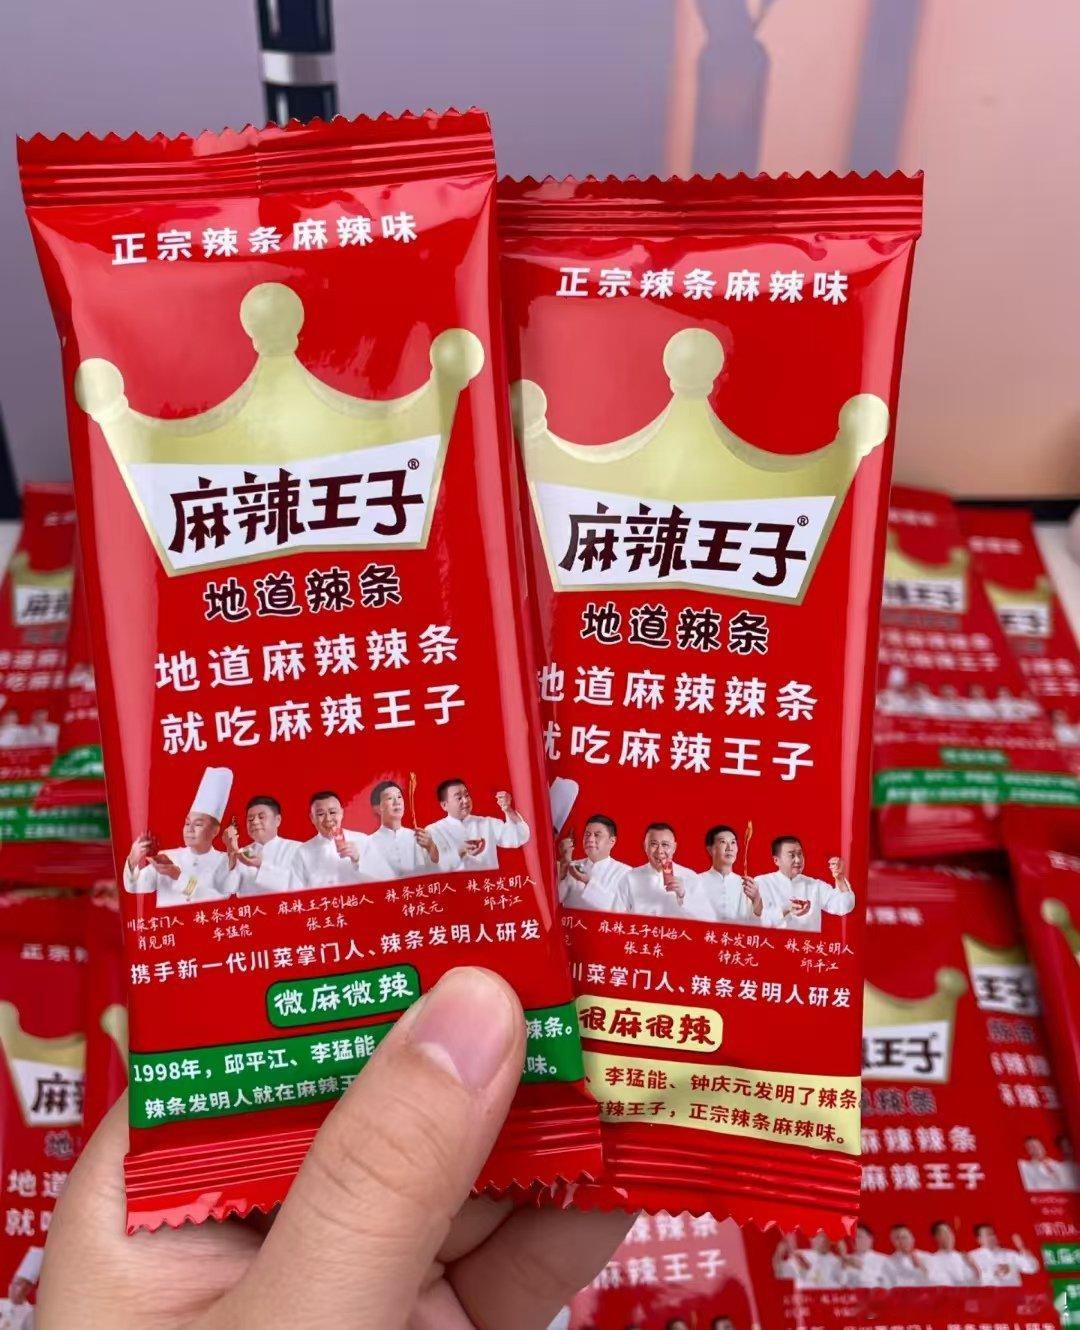 正宗辣条麻辣味
麻辣王子®
地道辣条
地道麻辣辣条
就吃麻辣王子
川菜掌门人 辣条发明人 麻辣王子创始人 辣条发明人 辣条发明人
肖见明 李猛能 张玉东 钟庆元 邱平江
携手新一代川菜掌门人、辣条发明人研发
微麻微辣
1998年，邱平江、李猛能 辣条。
辣条发明人就在麻辣王 味。
正宗辣条麻辣味
麻辣王子®
地道辣条
地道麻辣辣条
就吃麻辣王子
明人 麻辣王子创始人 辣条发明人 辣条发明人
张玉东 钟庆元 邱平江
川菜掌门人、辣条发明人研发
很麻很辣
、李猛能、钟庆元发明了辣条
麻辣王子，正宗辣条麻辣味。